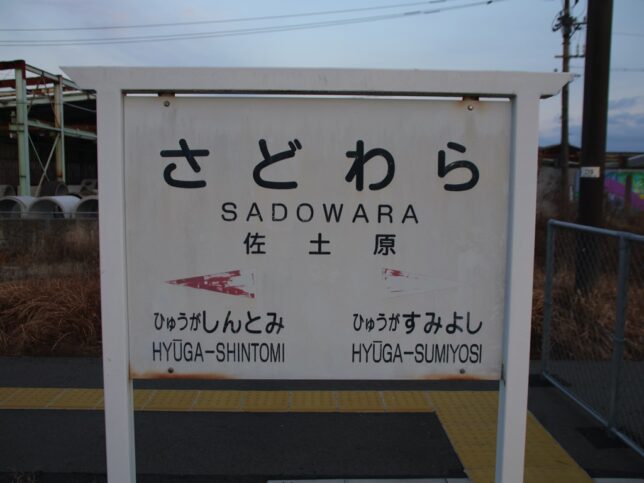 さどわら
SADOWARA
佐土原
ひゅうがしんとみ ひゅうがすみよし
HYŪGA-SHINTOMI HYŪGA-SUMIYOSI